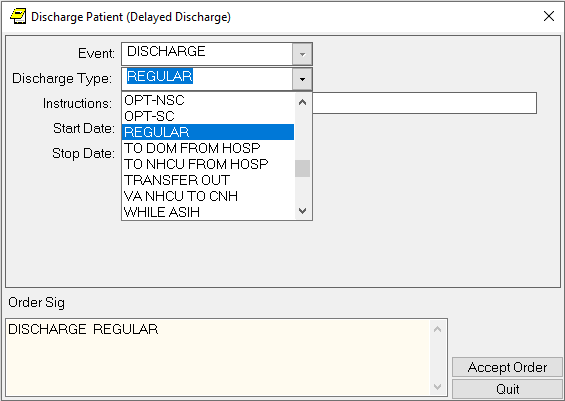 Discharge Patient (Delayed Discharge)
Event: DISCHARGE
Discharge Type: REGULAR
Instructions:
Start Date:
Stop Date:
OPT-NSC
OPT-SC
REGULAR
TO DOM FROM HOSP
TO NHCU FROM HOSP
TRANSFER OUT
VA NHCU TO CNH
WHILE ASIH
Order Sig
DISCHARGE REGULAR
Accept Order
Quit